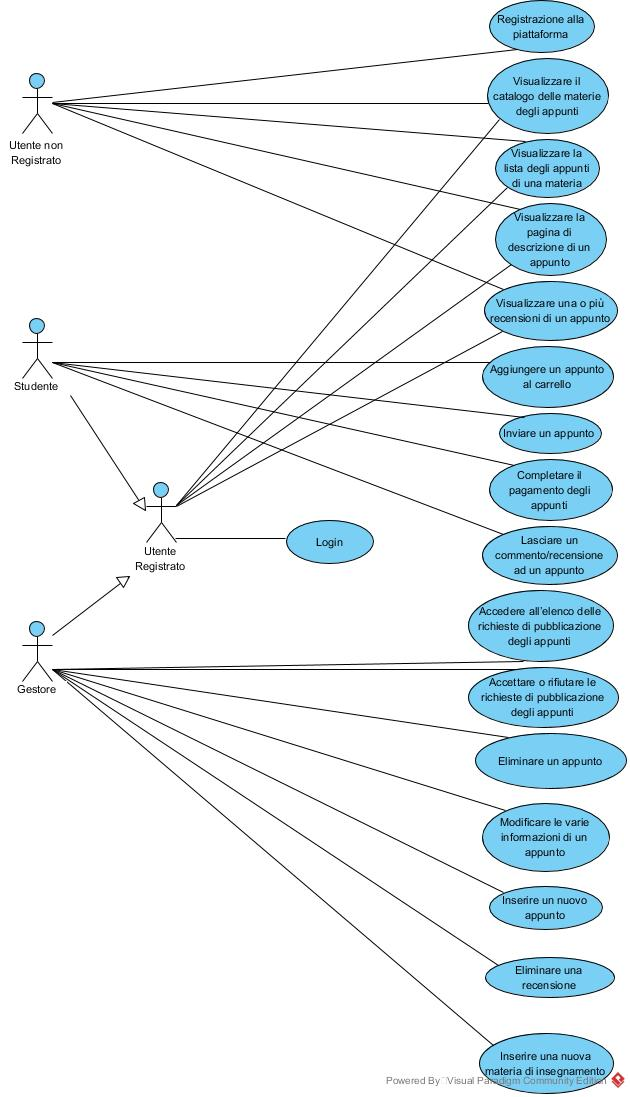 Registrazione alla
piattaforma
Visualizzare il
catalogo delle materie
degli appunti
Utente non
Registrato
Visualizzare la
lista degli appunti
di una materia
Visualizzare la
pagina di
descrizione di un
appunto
Visualizzare una o più
recensioni di un appunto
Studente
Aggiungere un appunto
al carrello
Inviare un appunto
Completare il
pagamento degli
appunti
Utente
Registrato
Login
Lasciare un
commento/recensione
ad un appunto
Accedere all'elenco delle
richieste di pubblicazione
degli appunti
Gestore
Accettare o rifiutare le
richieste di pubblicazione
degli appunti
Eliminare un appunto
Modificare le varie
informazioni di un
appunto
Inserire un nuovo
appunto
Eliminare una
recensione
Inserire una nuova
materia di insegnamento
Powered By Visual Paradigm Community Edition